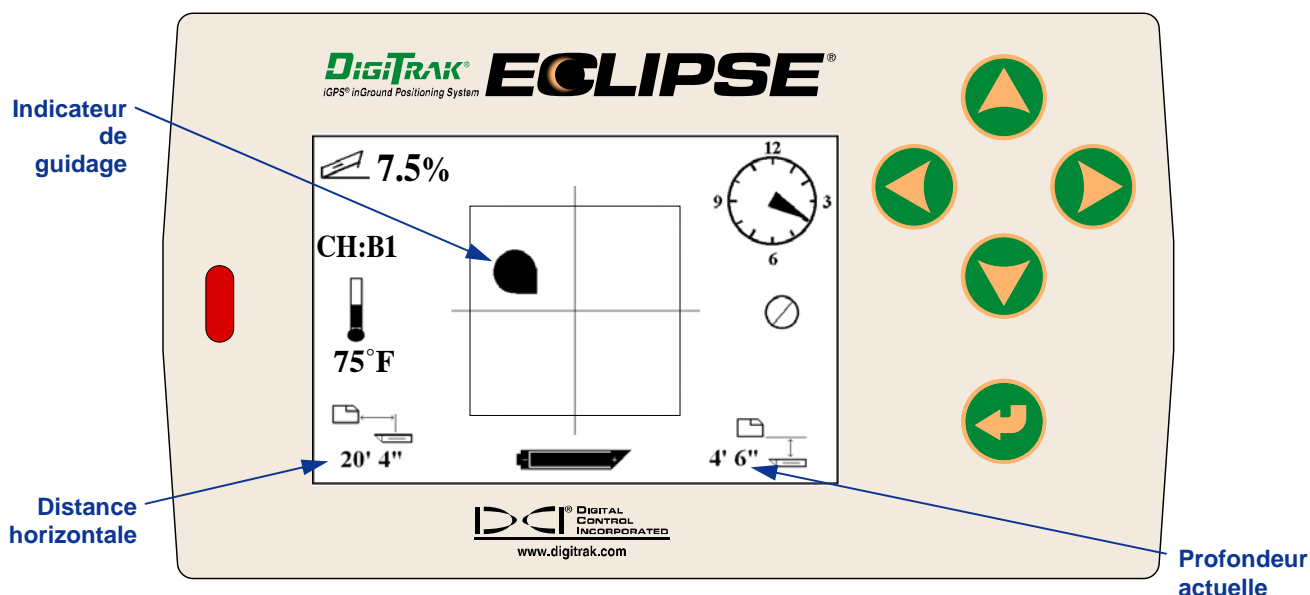 DIGITRAK® ECLIPSE®
iGPS® inGround Positioning System
Indicateur
de
guidage
7.5%
12
9 3
6
CH:B1
75°F
20' 4"
4' 6"
Distance
horizontale
DCI® DIGITAL
CONTROL
INCORPORATED
www.digitrak.com
Profondeur
actuelle